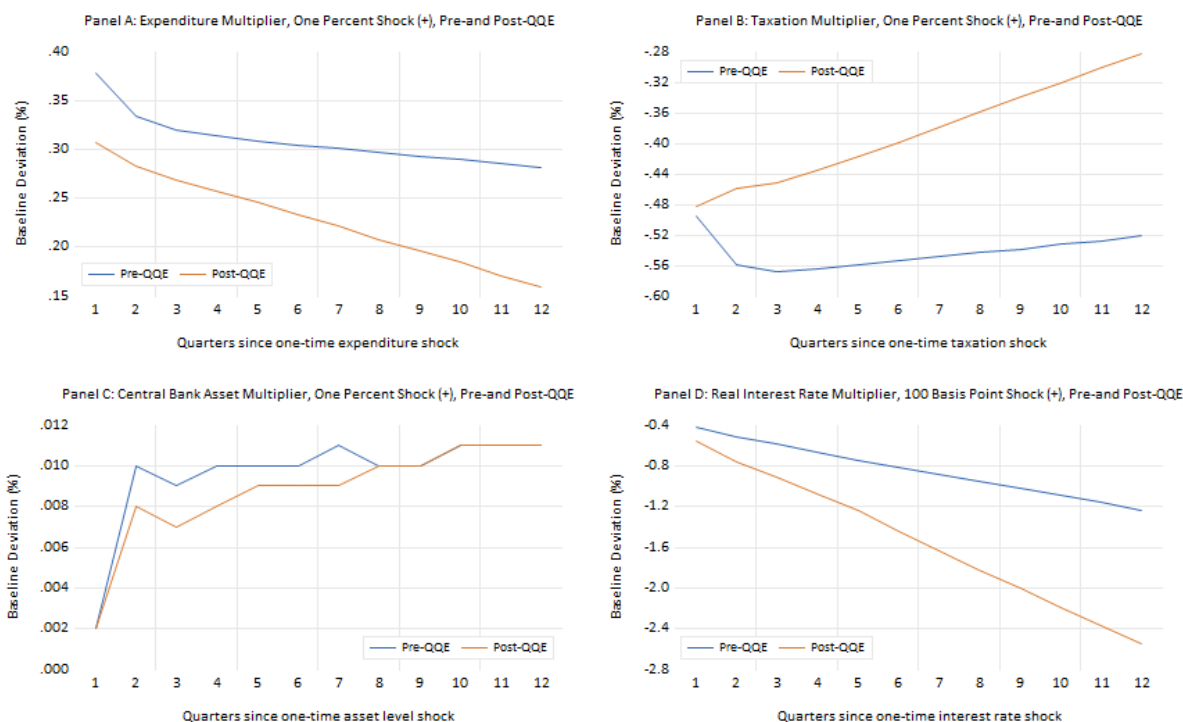 Panel A: Expenditure Multiplier, One Percent Shock (+), Pre-and Post-QQE
.40
.35
.30
.25
.20
.15
Baseline Deviation (%)
Pre-QQE Post-QQE
1 2 3 4 5 6 7 8 9 10 11 12
Quarters since one-time expenditure shock
Panel B: Taxation Multiplier, One Percent Shock (+), Pre-and Post-QQE
-.28
-.32
-.36
-.40
-.44
-.48
-.52
-.56
-.60
Baseline Deviation (%)
Pre-QQE Post-QQE
1 2 3 4 5 6 7 8 9 10 11 12
Quarters since one-time taxation shock
Panel C: Central Bank Asset Multiplier, One Percent Shock (+), Pre-and Post-QQE
.012
.010
.008
.006
.004
.002
.000
Baseline Deviation (%)
Pre-QQE Post-QQE
1 2 3 4 5 6 7 8 9 10 11 12
Quarters since one-time asset level shock
Panel D: Real Interest Rate Multiplier, 100 Basis Point Shock (+), Pre-and Post-QQE
-0.4
-0.8
-1.2
-1.6
-2.0
-2.4
-2.8
Baseline Deviation (%)
Pre-QQE Post-QQE
1 2 3 4 5 6 7 8 9 10 11 12
Quarters since one-time interest rate shock